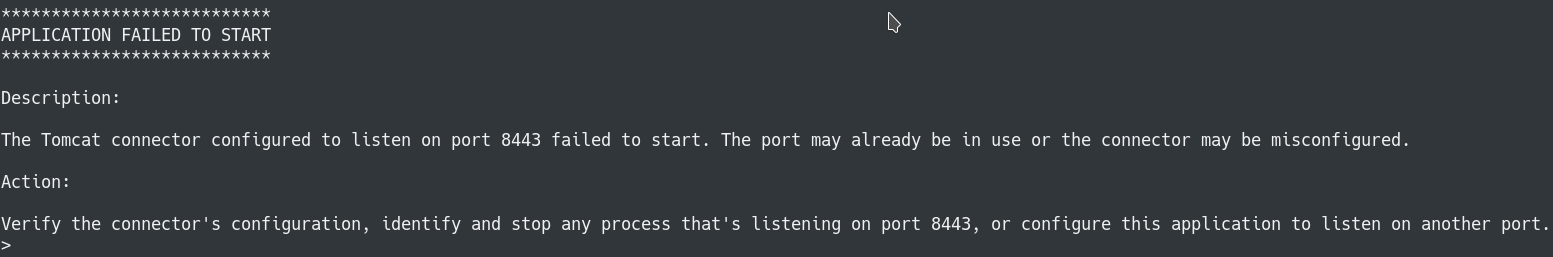 ***************************
APPLICATION FAILED TO START
***************************
Description:
The Tomcat connector configured to listen on port 8443 failed to start. The port may already be in use or the connector may be misconfigured.
Action:
Verify the connector's configuration, identify and stop any process that's listening on port 8443, or configure this application to listen on another port.
>